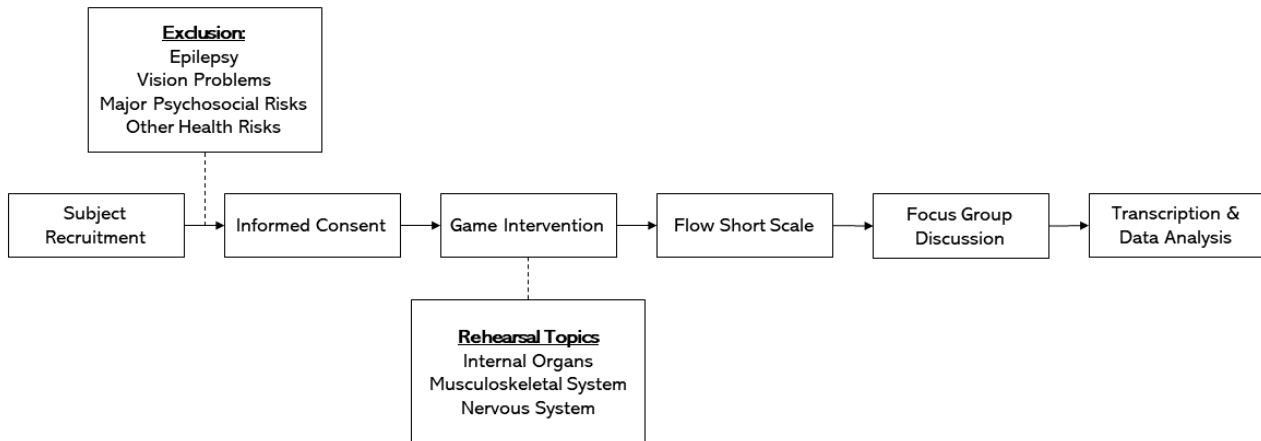 Exclusion:
Epilepsy
Vision Problems
Major Psychosocial Risks
Other Health Risks
Subject
Recruitment
Informed Consent
Game Intervention
Flow Short Scale
Focus Group
Discussion
Transcription &
Data Analysis
Rehearsal Topics
Internal Organs
Musculoskeletal System
Nervous System